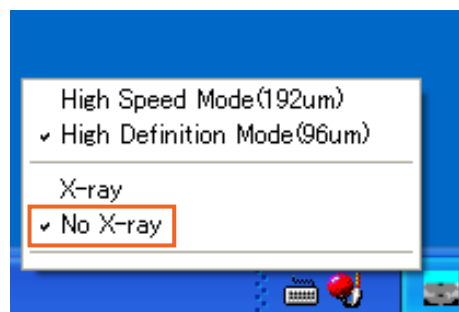 High Speed Mode(192um)
High Definition Mode(96um)
X-ray
No X-ray